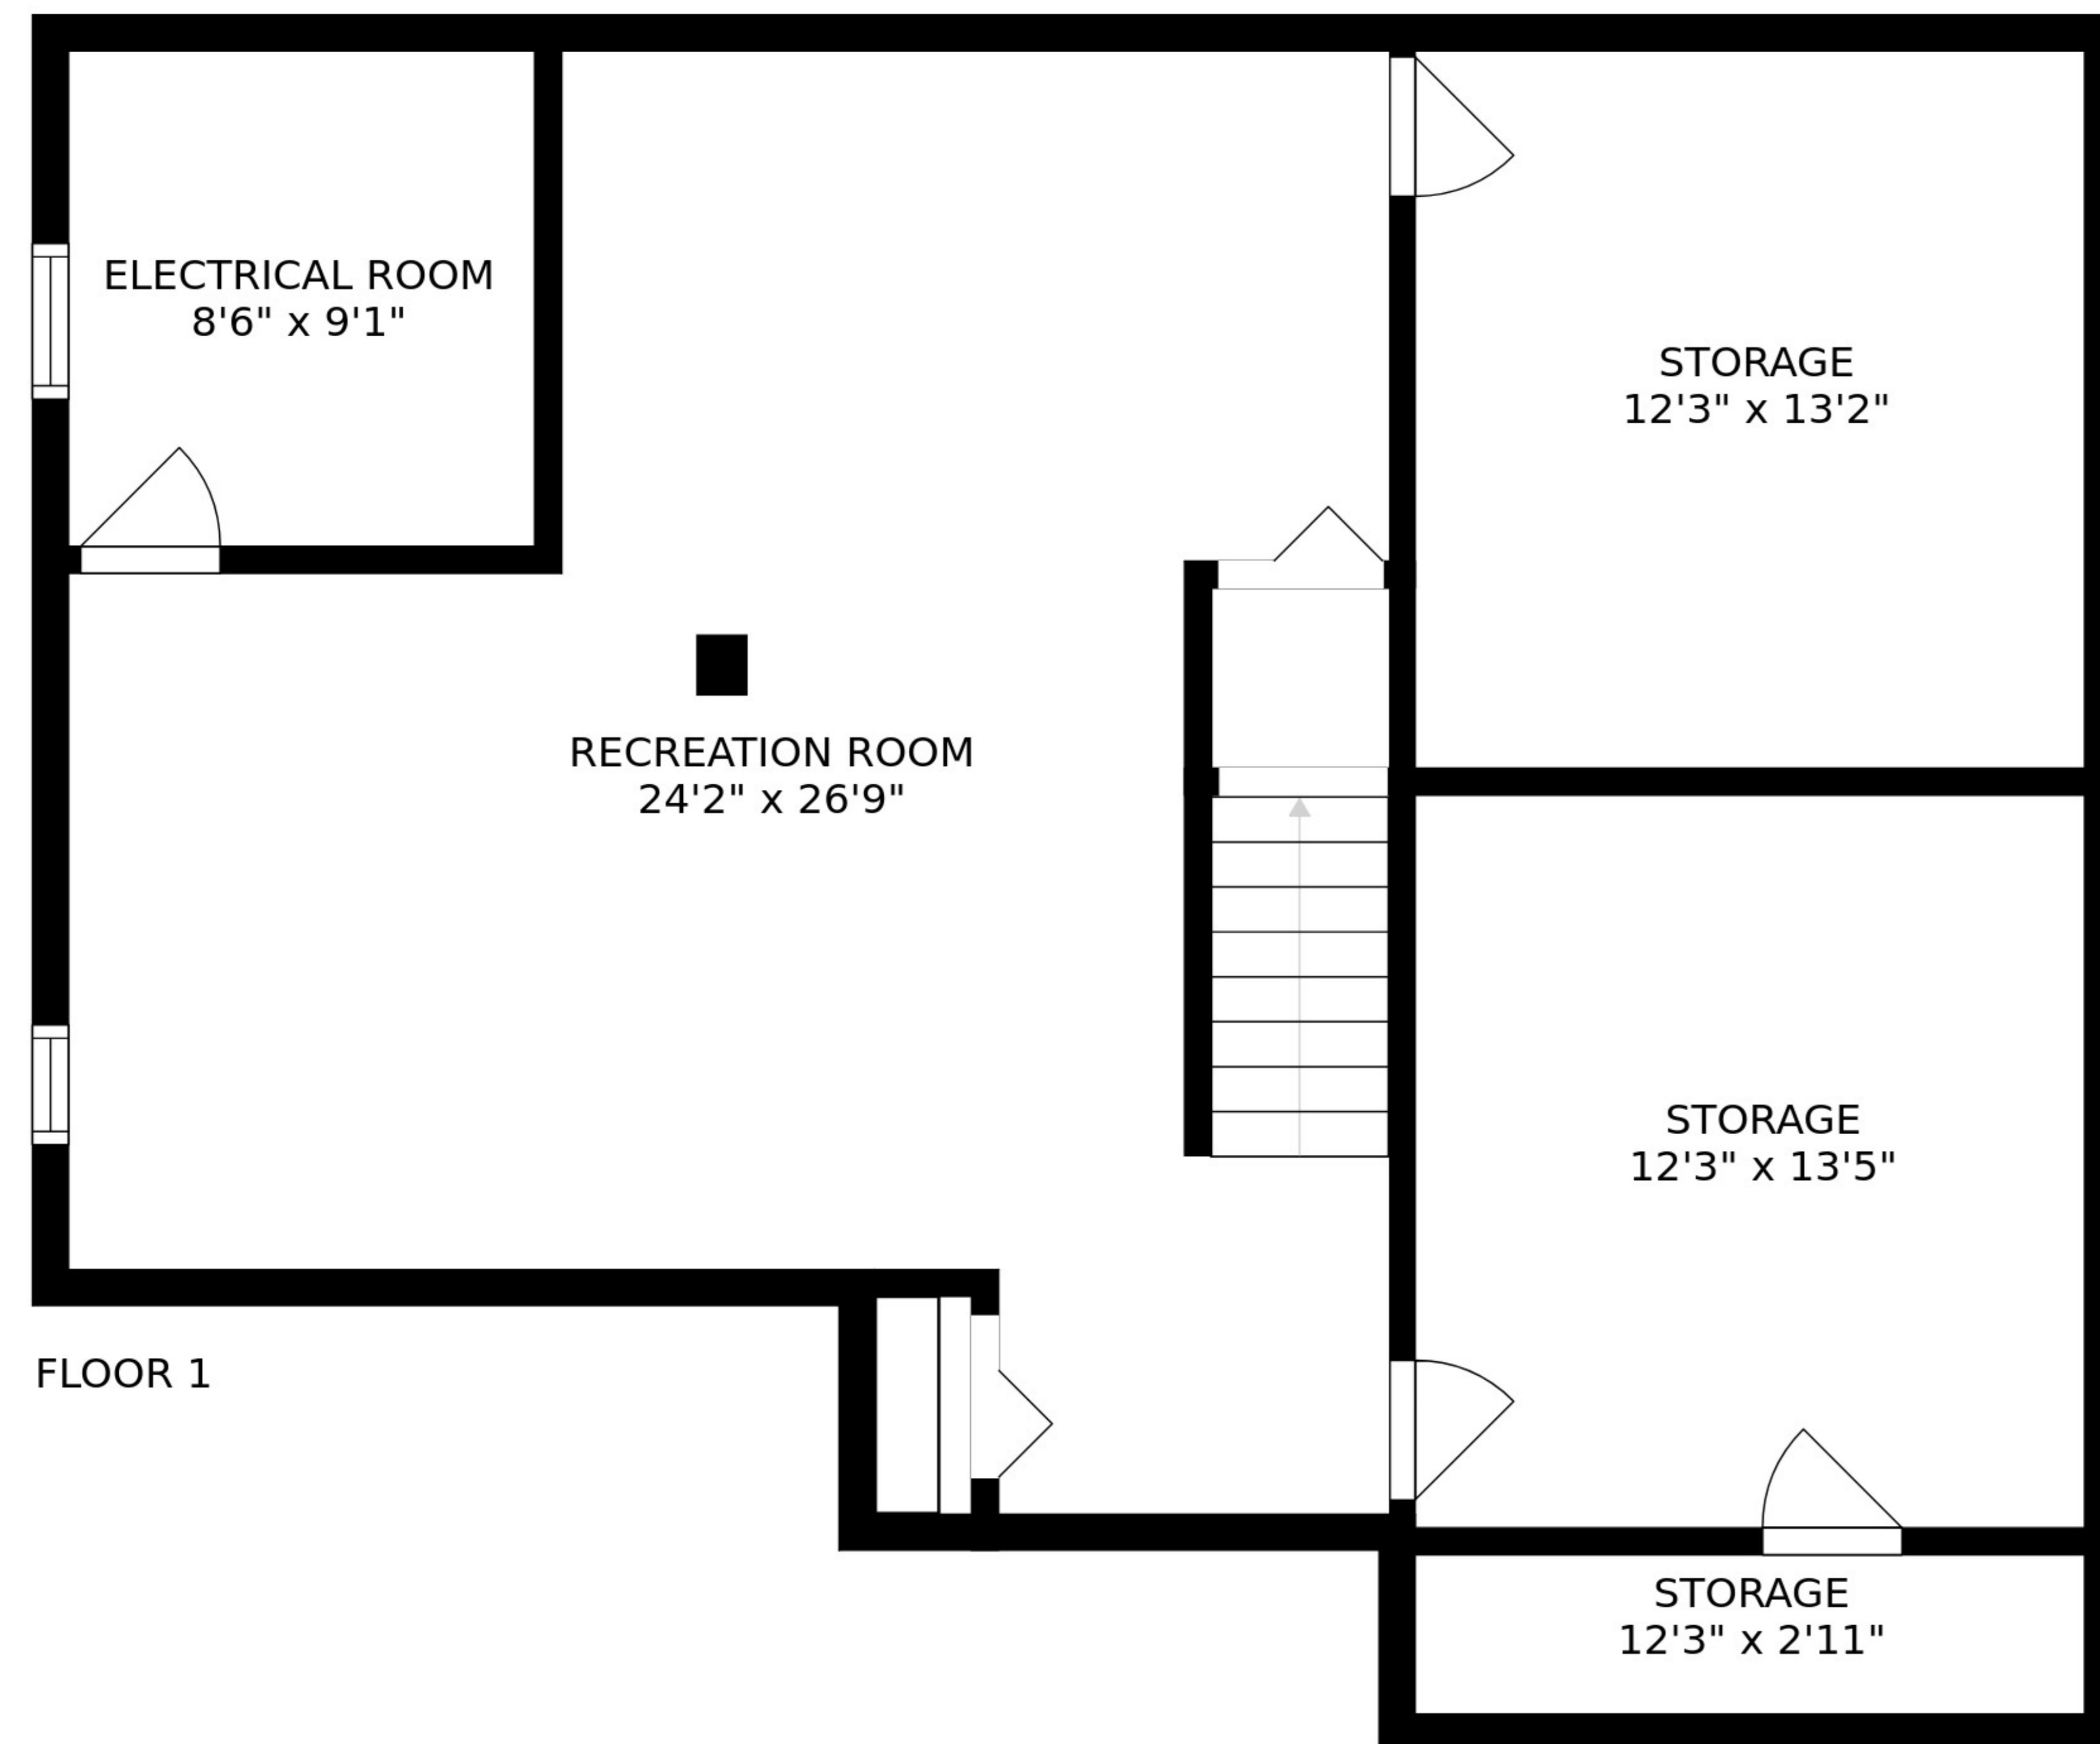 ELECTRICAL ROOM
8'6" x 9'1"
STORAGE
12'3" x 13'2"
RECREATION ROOM
24'2" x 26'9"
STORAGE
12'3" x 13'5"
FLOOR 1
STORAGE
12'3" x 2'11"